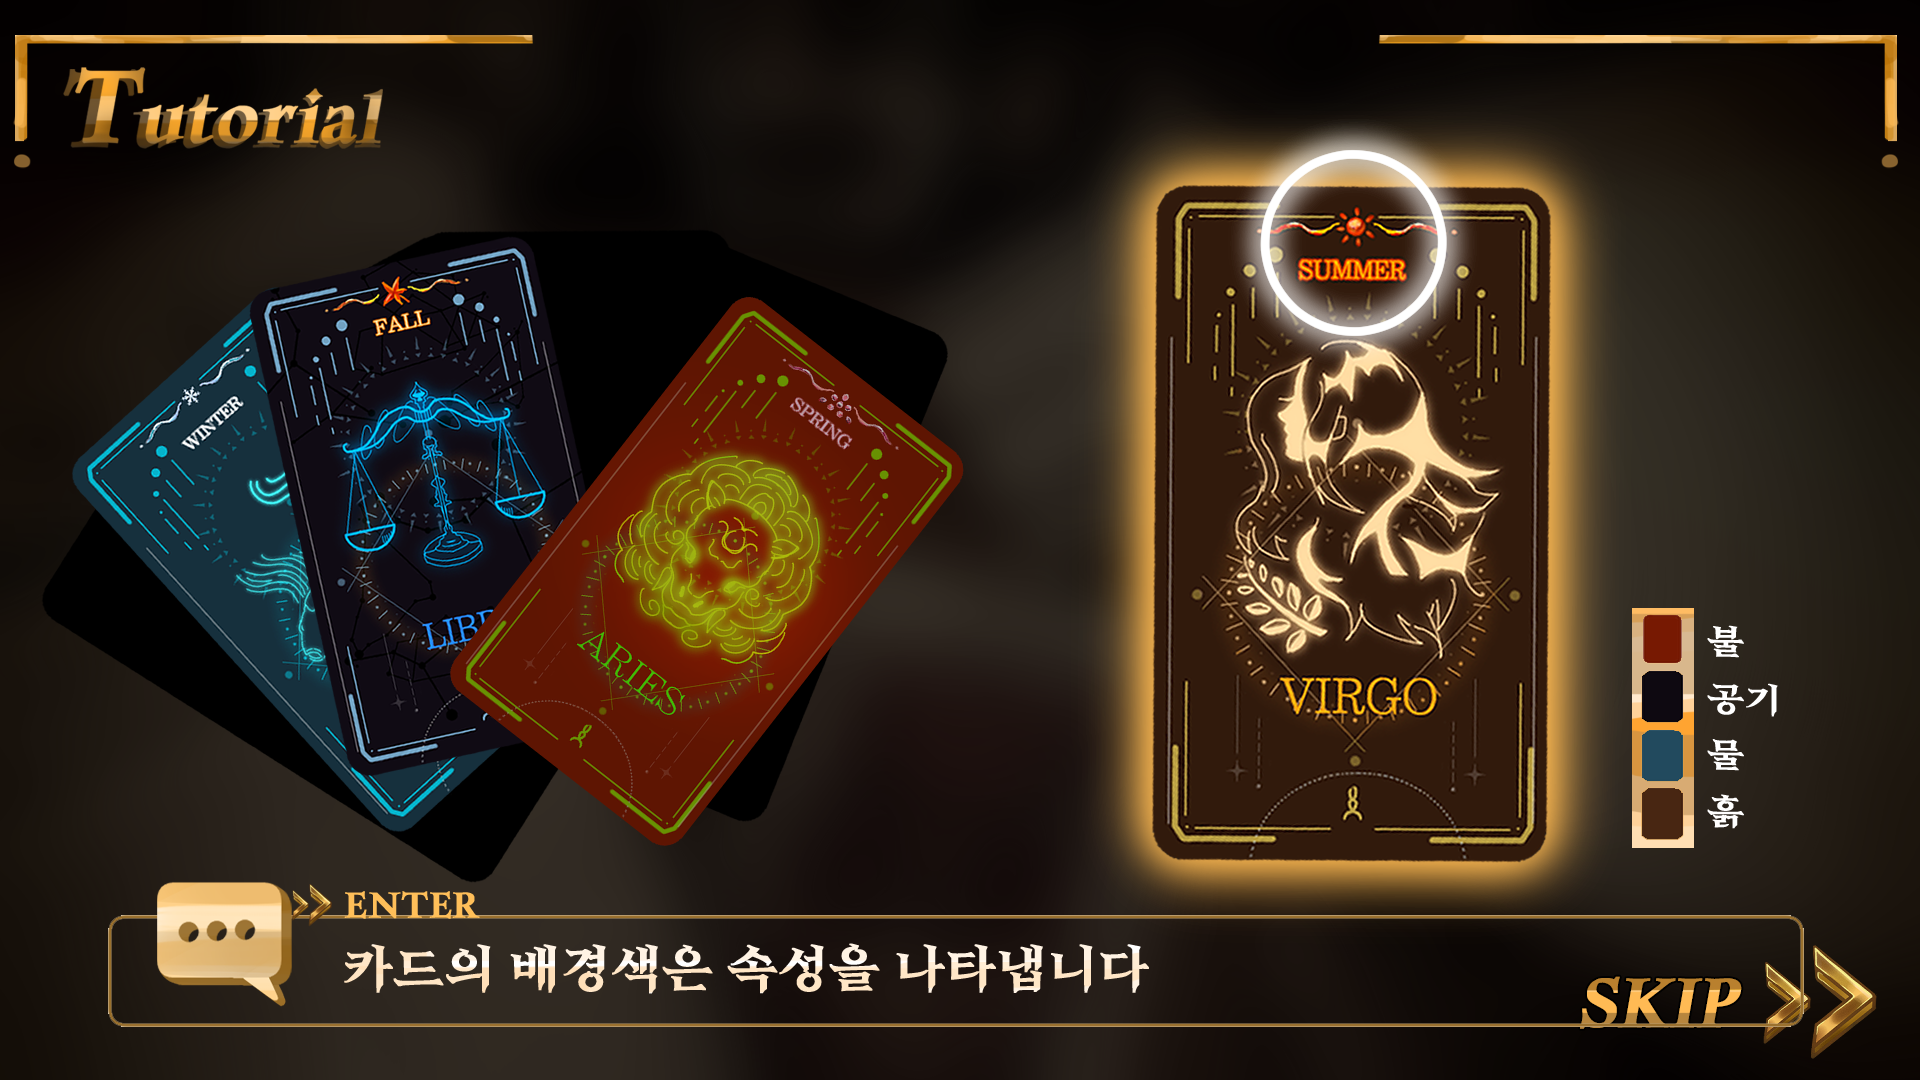 Tutorial
WINTER
FALL
LIBR
SPRING
ARIES
SUMMER
VIRGO
불
공기
물
흙
ENTER
카드의 배경색은 속성을 나타냅니다
SKIP